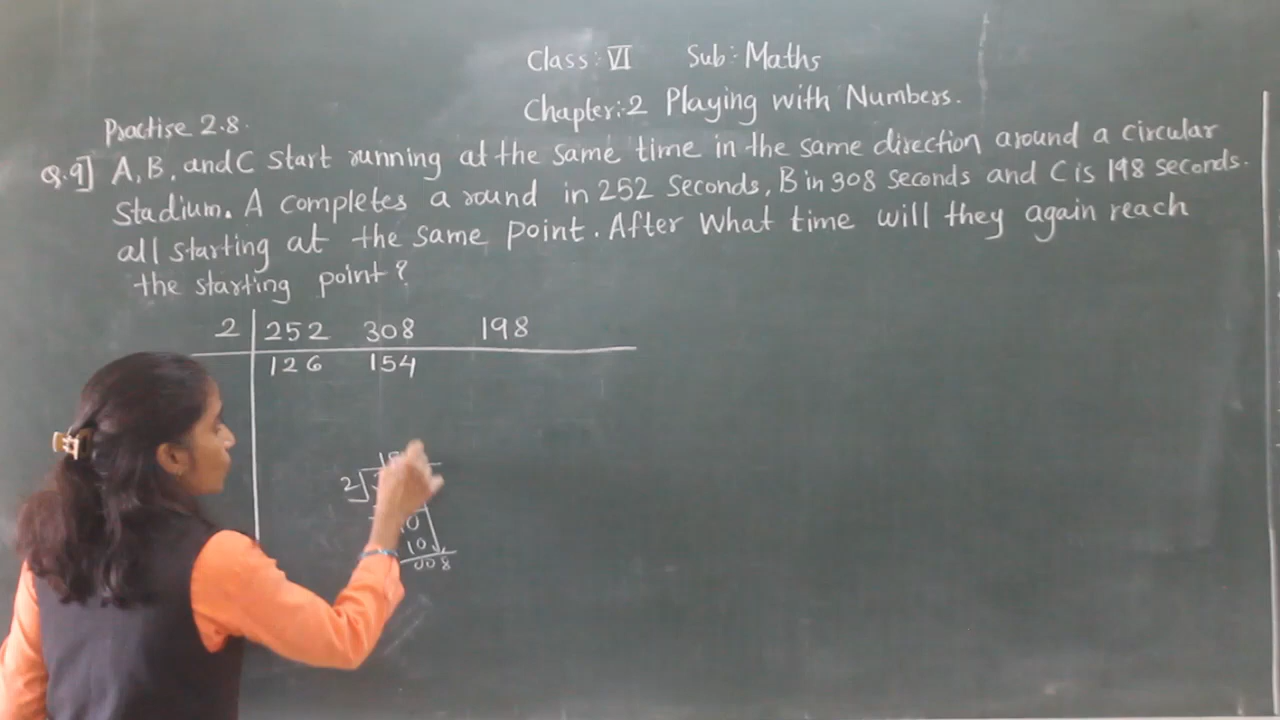 Class: VI Sub: Maths
Chapter:-2 Playing with Numbers.
Practise 2.8.
Q.9] A, B, and C start running at the same time in the same direction around a circular
Stadium. A completes a round in 252 Seconds, B in 308 seconds and C is 198 seconds.
all starting at the same point. After what time will they again reach
the starting point?
2 252 308 198
126 154
2
10
008